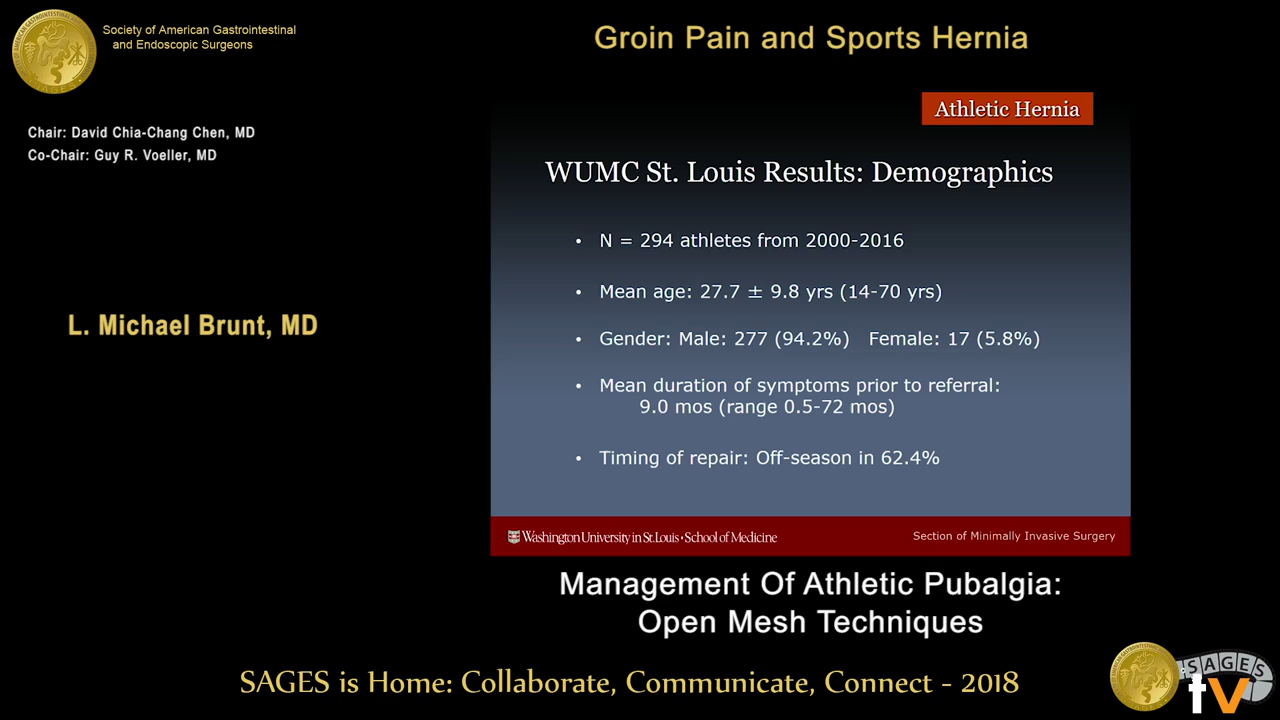 Society of American Gastrointestinal
and Endoscopic Surgeons
Groin Pain and Sports Hernia
Chair: David Chia-Chang Chen, MD
Co-Chair: Guy R. Voeller, MD
L. Michael Brunt, MD
Athletic Hernia
WUMC St. Louis Results: Demographics
• N = 294 athletes from 2000-2016
• Mean age: 27.7 ± 9.8 yrs (14-70 yrs)
• Gender: Male: 277 (94.2%) Female: 17 (5.8%)
• Mean duration of symptoms prior to referral:
9.0 mos (range 0.5-72 mos)
• Timing of repair: Off-season in 62.4%
Washington University in St. Louis • School of Medicine
Section of Minimally Invasive Surgery
Management Of Athletic Pubalgia:
Open Mesh Techniques
SAGES is Home: Collaborate, Communicate, Connect - 2018
SAGES
tv